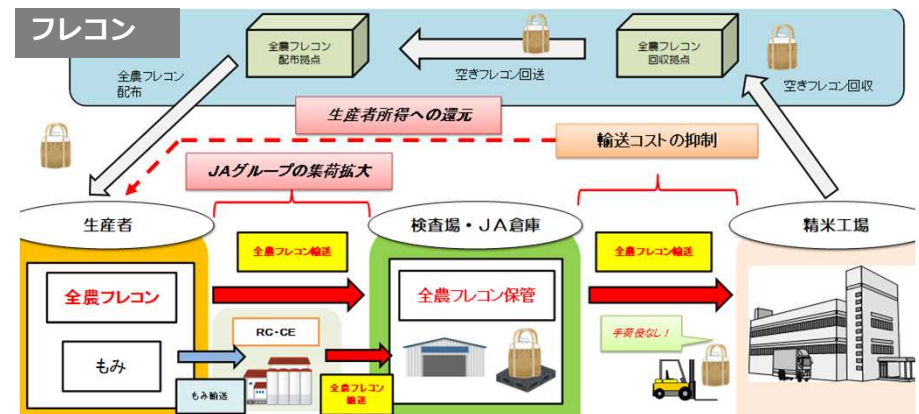 フレコン
全農フレコン
配布拠点
全農フレコン
回収拠点
全農フレコン
配布
空きフレコン回送
空きフレコン回収
生産者所得への還元
輸送コストの抑制
JAグループの集荷拡大
生産者
検査場・ＪＡ倉庫
精米工場
全農フレコン輸送
全農フレコン輸送
全農フレコン
全農フレコン保管
RC・CE
手荷役なし！
もみ
もみ輸送
全農フレコン
輸送